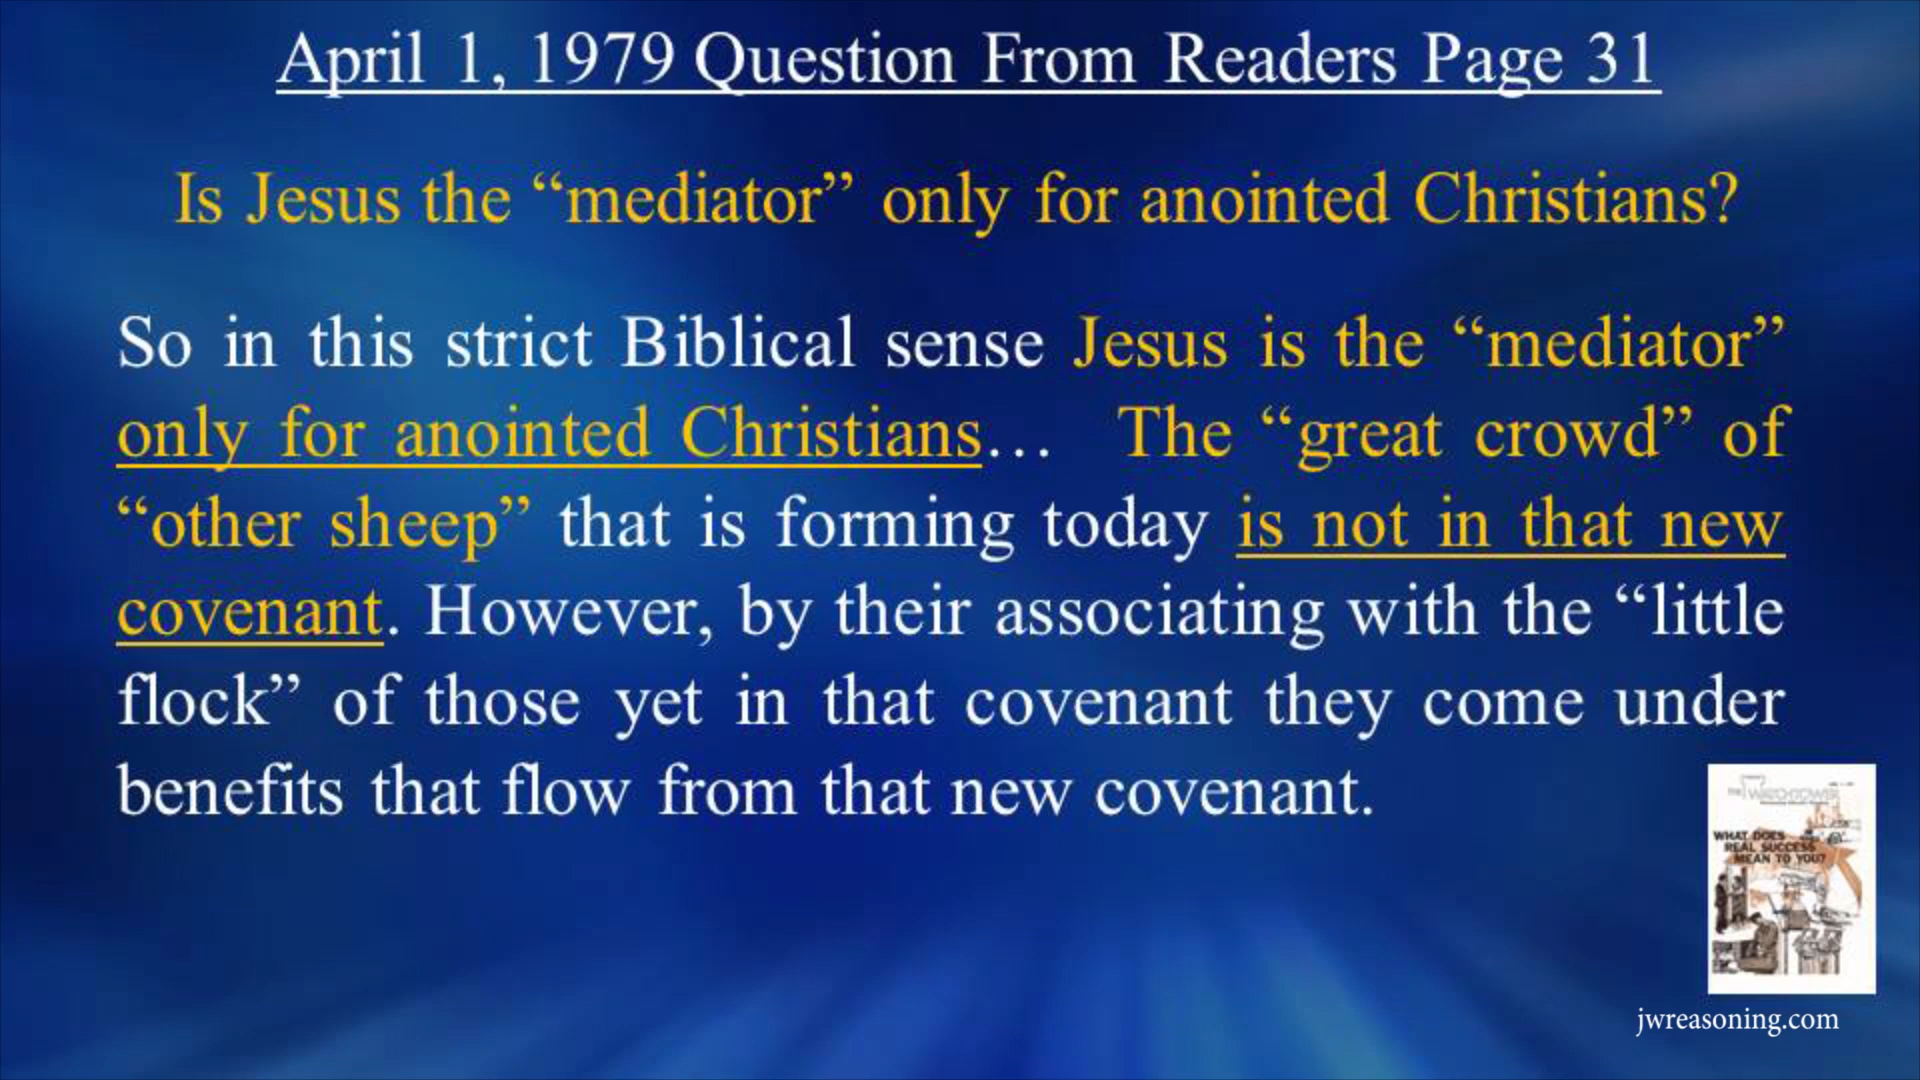 April 1, 1979 Question From Readers Page 31
Is Jesus the “mediator” only for anointed Christians?
So in this strict Biblical sense Jesus is the “mediator”
only for anointed Christians… The “great crowd” of
“other sheep” that is forming today is not in that new
covenant. However, by their associating with the “little
flock” of those yet in that covenant they come under
benefits that flow from that new covenant.
THE WATCHTOWER
WHAT DOES
REAL SUCCESS
MEAN TO YOU?
jwreasoning.com